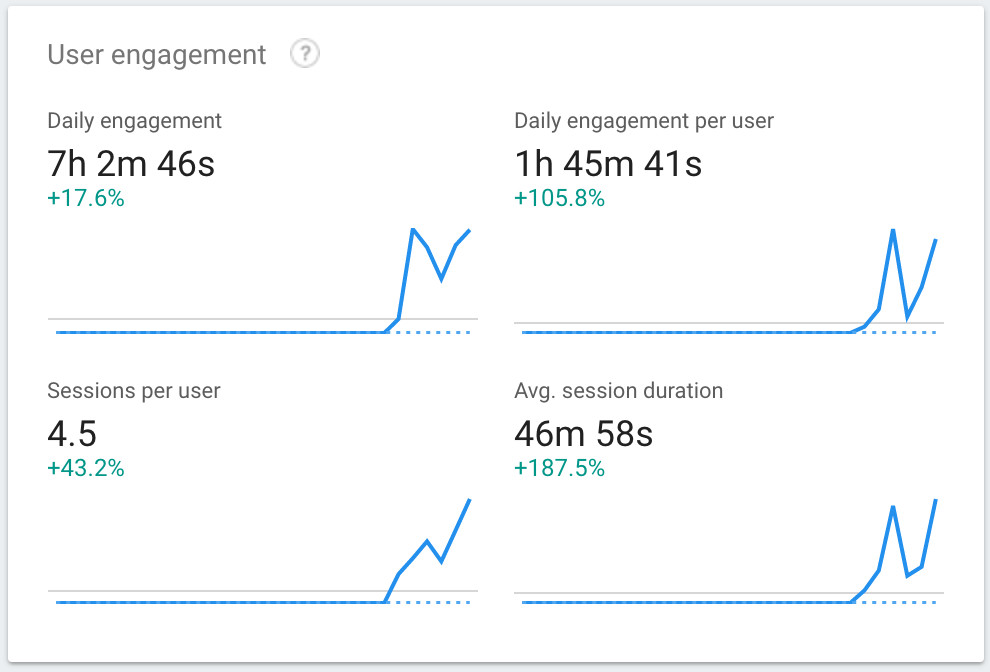 User engagement ?
Daily engagement
7h 2m 46s
+17.6%
Daily engagement per user
1h 45m 41s
+105.8%
Sessions per user
4.5
+43.2%
Avg. session duration
46m 58s
+187.5%